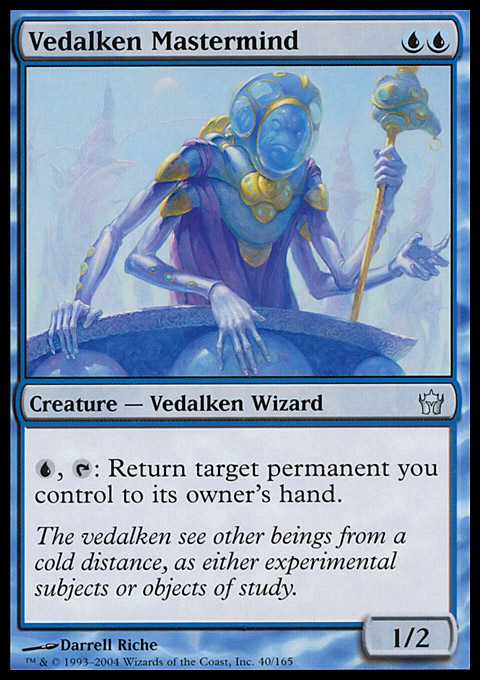 Vedalken Mastermind
Creature — Vedalken Wizard
, : Return target permanent you
control to its owner's hand.
The vedalken see other beings from a
cold distance, as either experimental
subjects or objects of study.
Darrell Riche
1/2
™ & © 1993–2004 Wizards of the Coast, Inc. 40/165